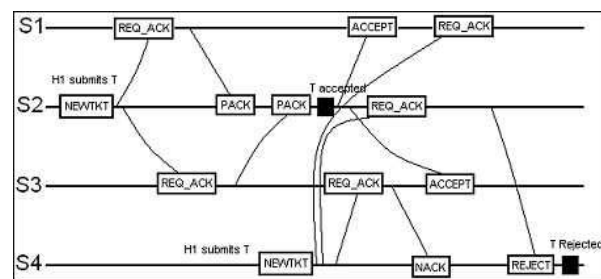 S1 REQ_ACK ACCEPT REQ_ACK
H1 submits T T accepted
S2 NEWTKT PACK PACK REQ_ACK
S3 REQ_ACK REQ_ACK ACCEPT
H1 submits T T Rejected
S4 NEWTKT NACK REJECT